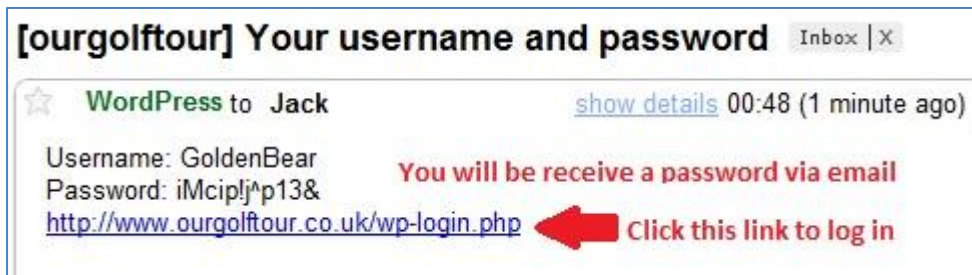 [ourgolftour] Your username and password Inbox | X
WordPress to Jack show details 00:48 (1 minute ago)
Username: GoldenBear
You will be receive a password via email
Password: iMcip!j^p13&
http://www.ourgolftour.co.uk/wp-login.php Click this link to log in